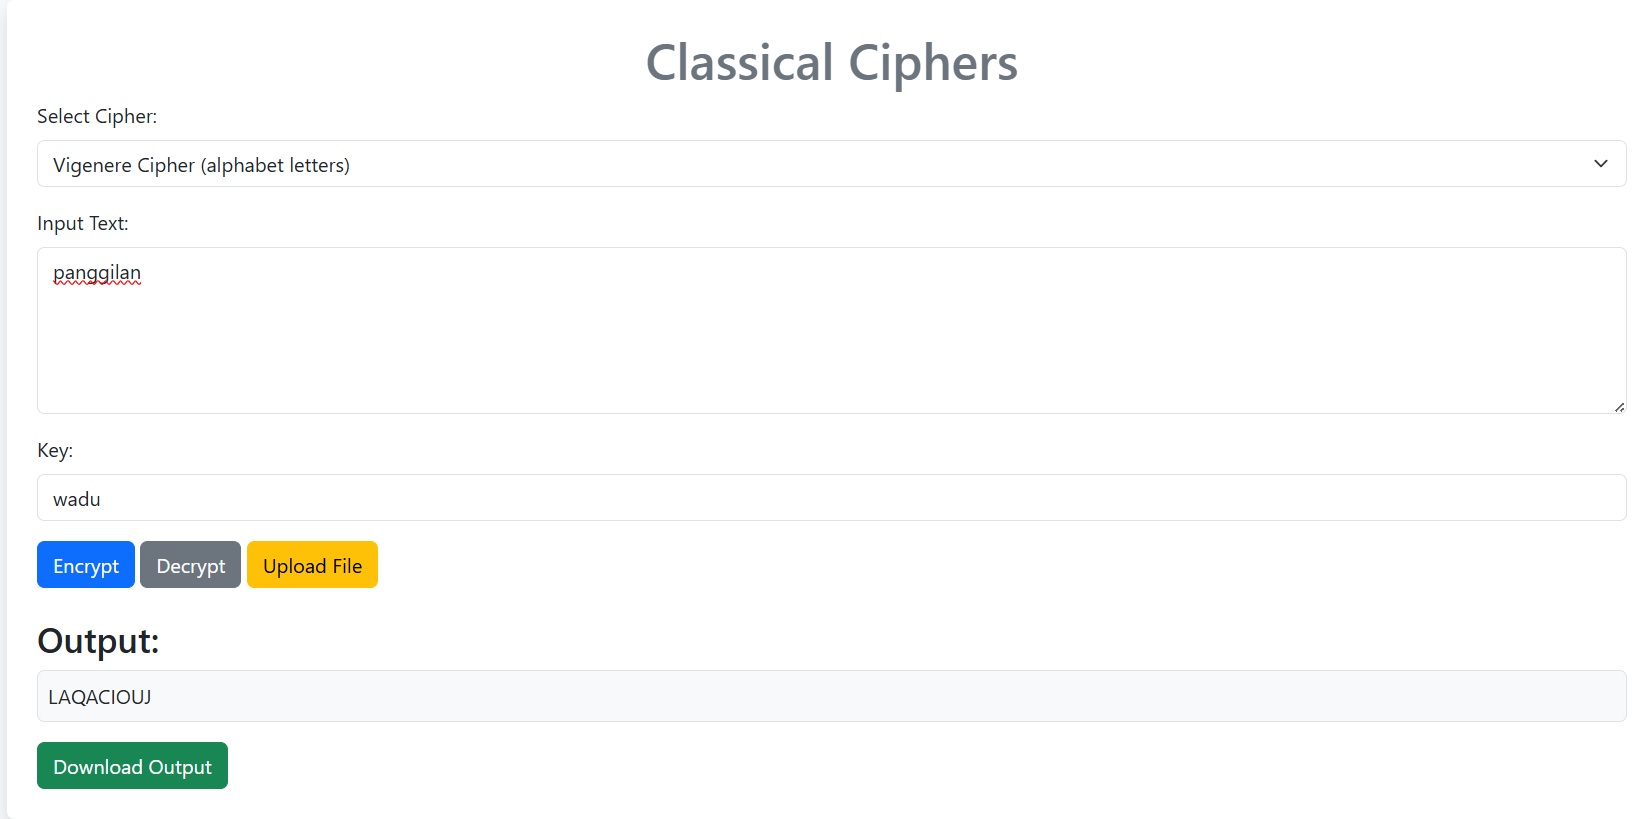 Classical Ciphers
Select Cipher:
Vigenere Cipher (alphabet letters)
Input Text:
panggilan
Key:
wadu
Encrypt Decrypt Upload File
Output:
LAQACIOUJ
Download Output